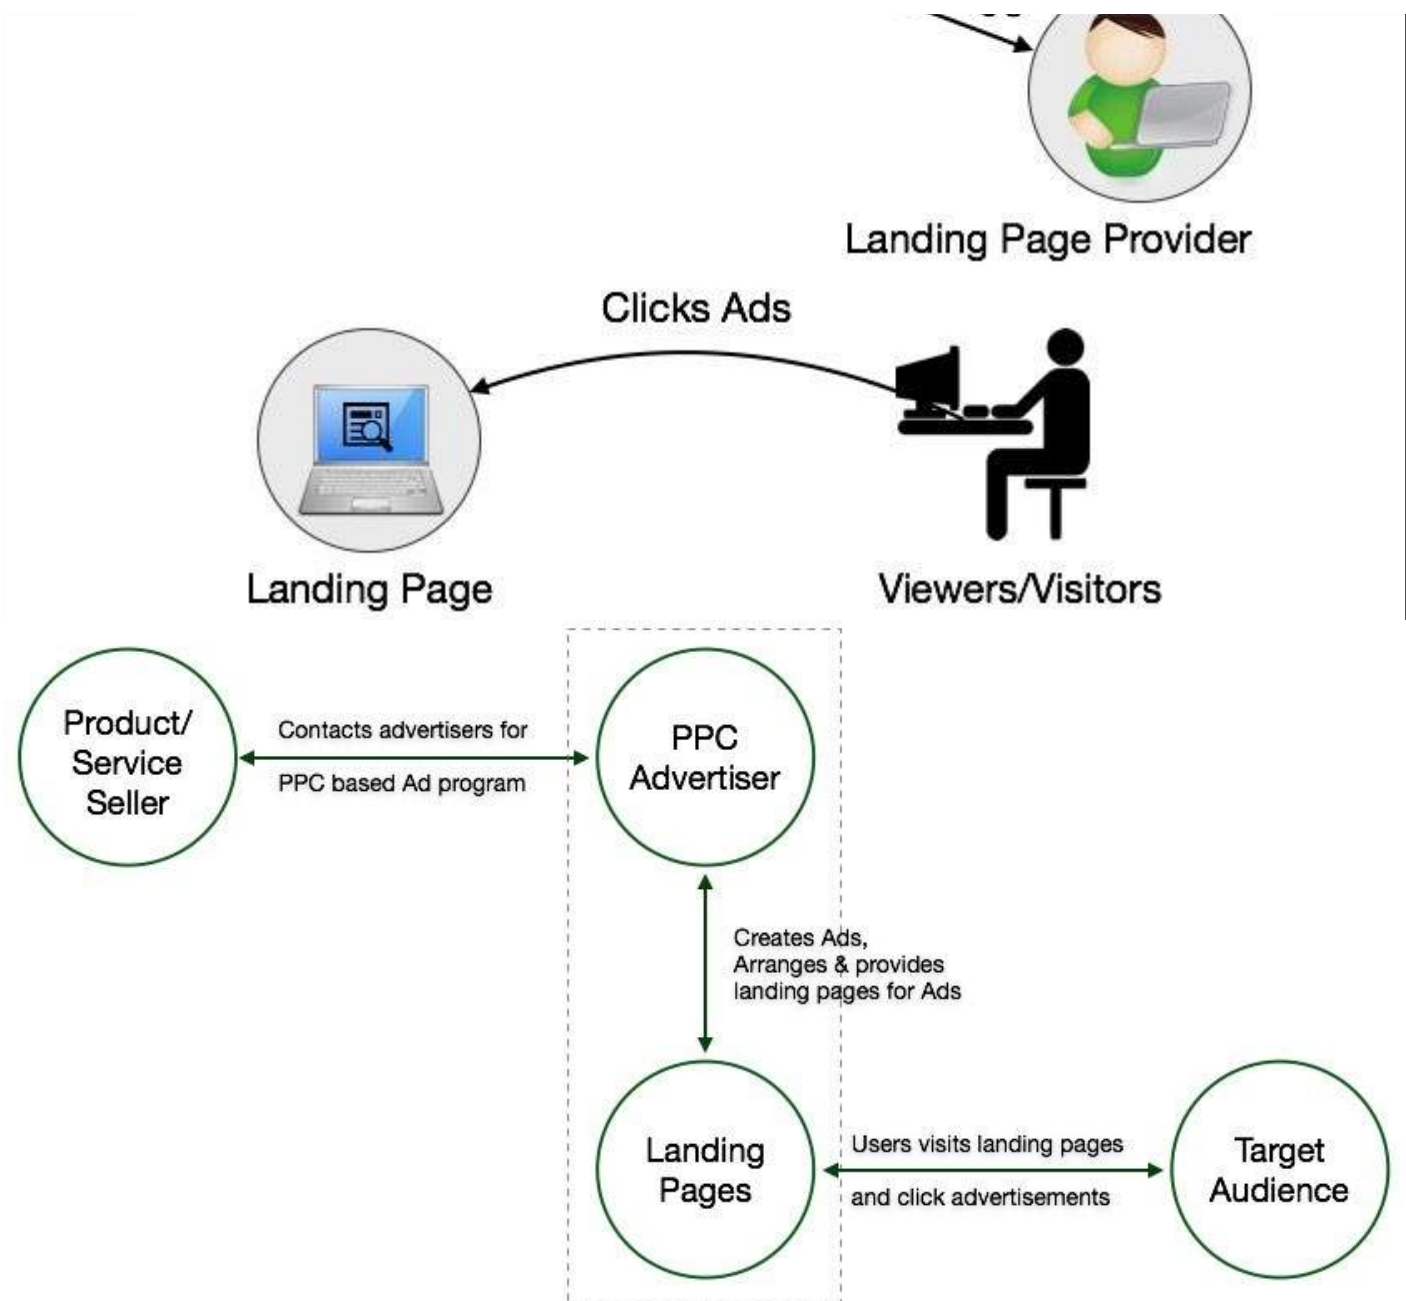 Landing Page Provider
Clicks Ads
Landing Page
Viewers/Visitors
Product/
Service
Seller
Contacts advertisers for
PPC based Ad program
PPC
Advertiser
Creates Ads,
Arranges & provides
landing pages for Ads
Landing
Pages
Users visits landing pages
and click advertisements
Target
Audience